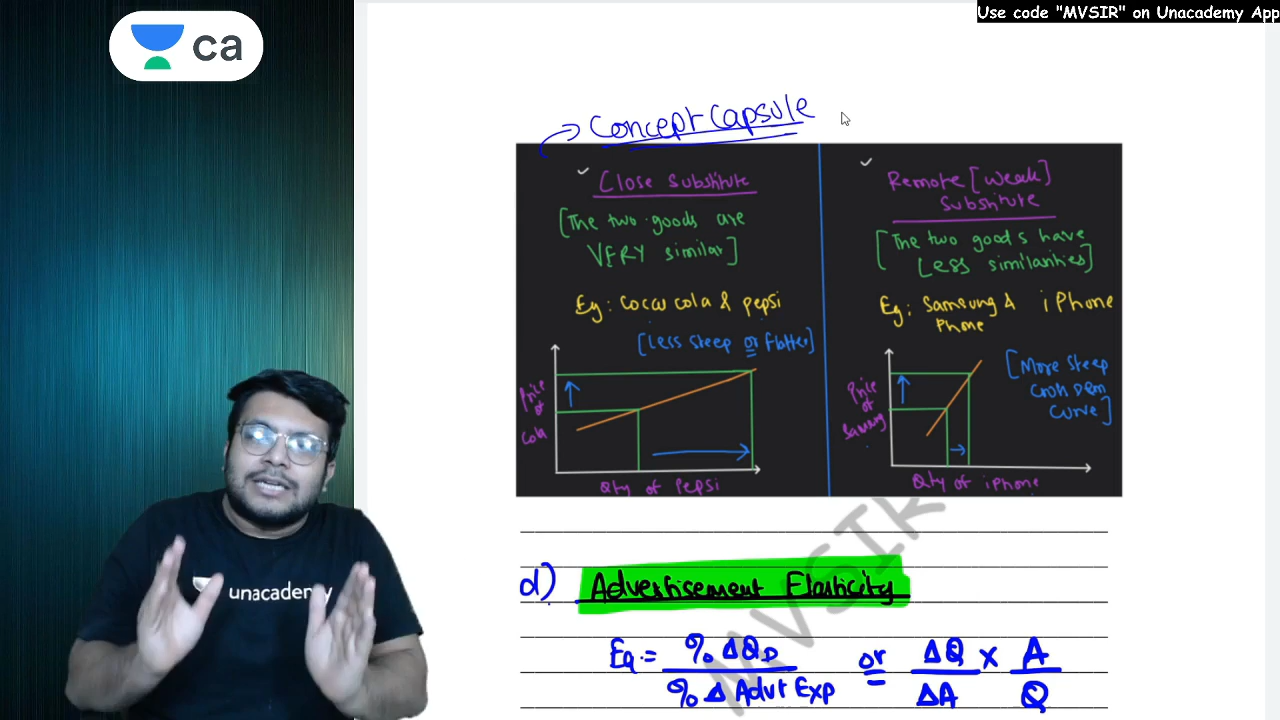 Use code "MVSIR" on Unacademy App
ca
Concept Capsule
Close Substitute
[The two goods are
VERY similar]
Eg: Cocca cola & pepsi
[Less steep or flatter]
Price
of
Cola
Qty of Pepsi
Remote [Weak]
Substitute
[The two goods have
Less similarities]
Eg: Samsung & iPhone
Phone
[More steep
Cross Dem
Curve]
Price
of
Samsung
Qty of iPhone
unacademy
d) Advertisement Elasticity
Ea = % ΔQD / % Δ Advt Exp or ΔQ / ΔA × A / Q
MVSIR